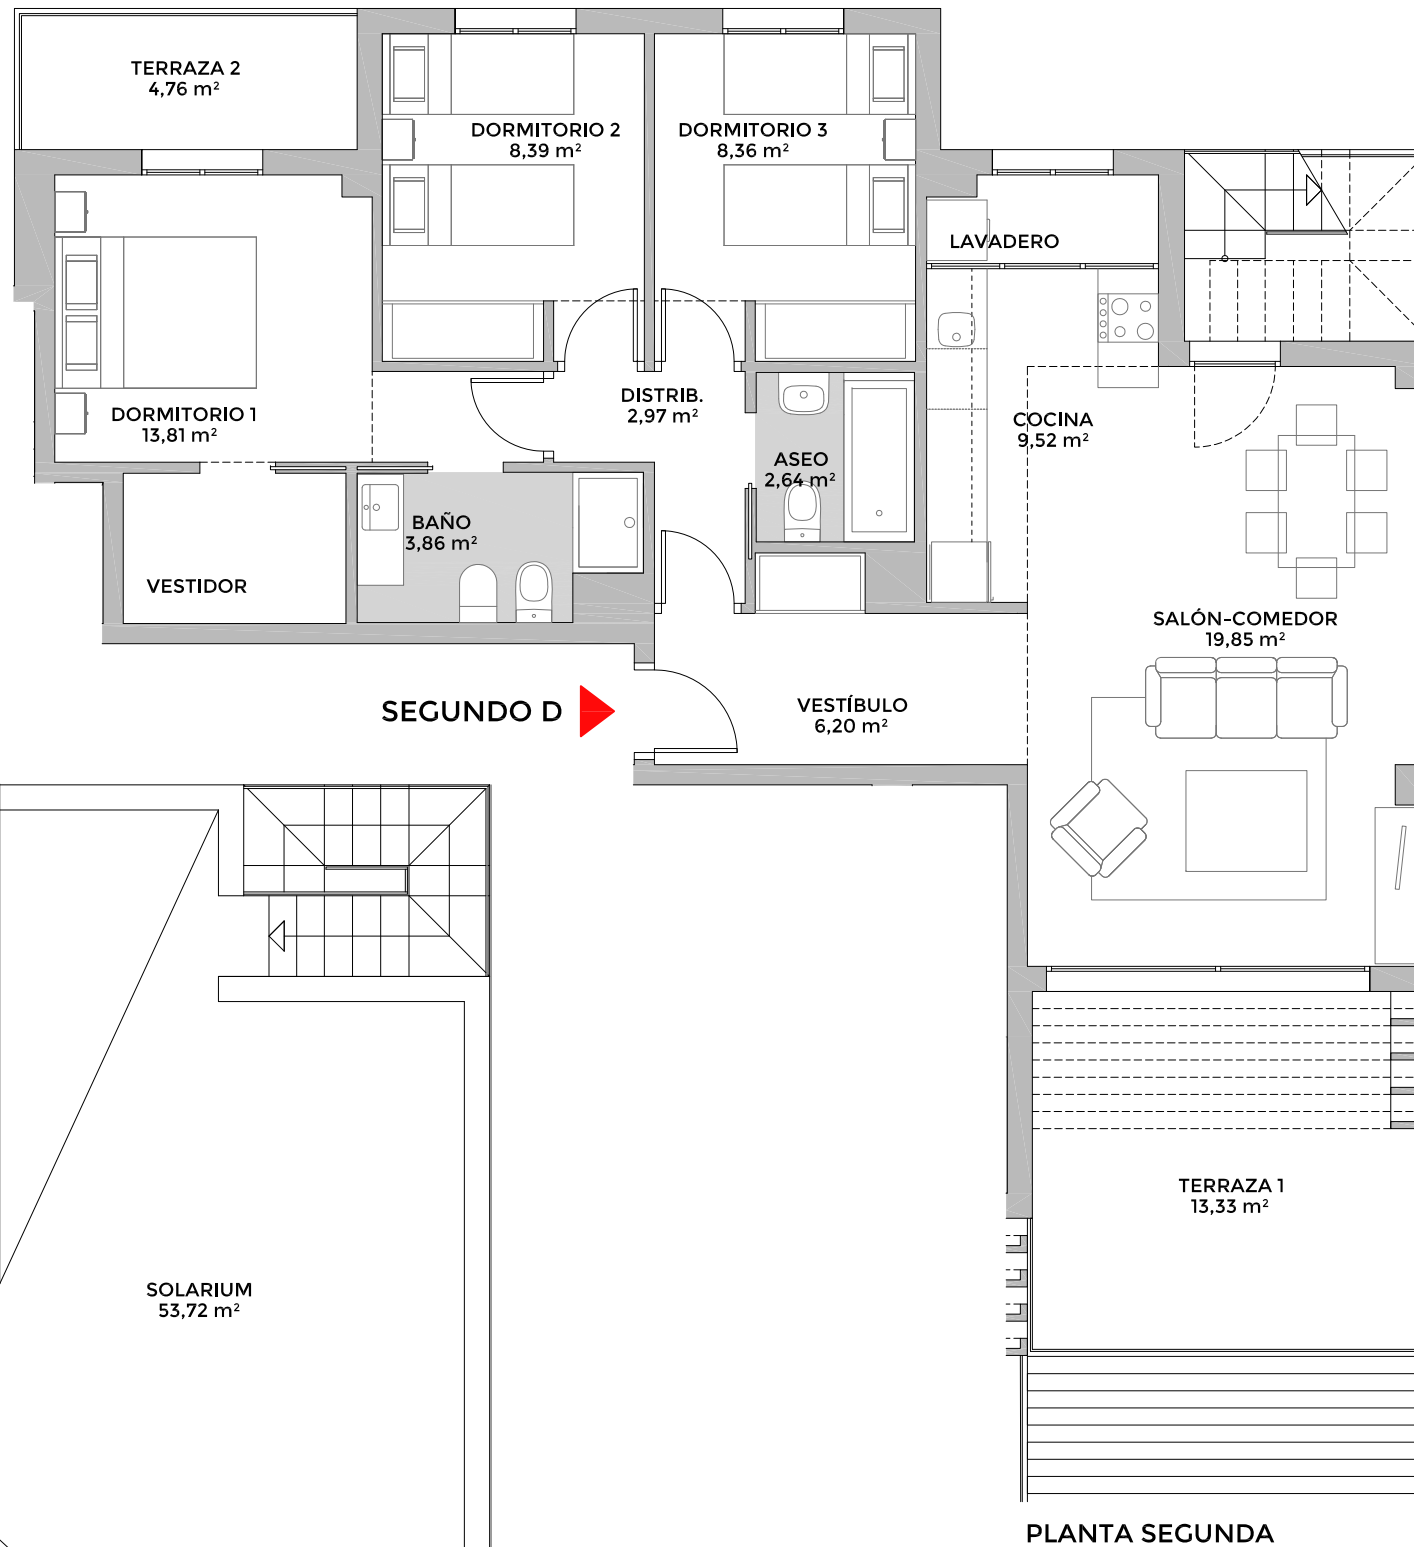 TERRAZA 2
4,76 m²
DORMITORIO 2
8,39 m²
DORMITORIO 3
8,36 m²
LAVADERO
DORMITORIO 1
13,81 m²
DISTRIB.
2,97 m²
COCINA
9,52 m²
ASEO
2,64 m²
BAÑO
3,86 m²
VESTIDOR
SALÓN-COMEDOR
19,85 m²
SEGUNDO D
VESTÍBULO
6,20 m²
TERRAZA 1
13,33 m²
SOLARIUM
53,72 m²
PLANTA SEGUNDA